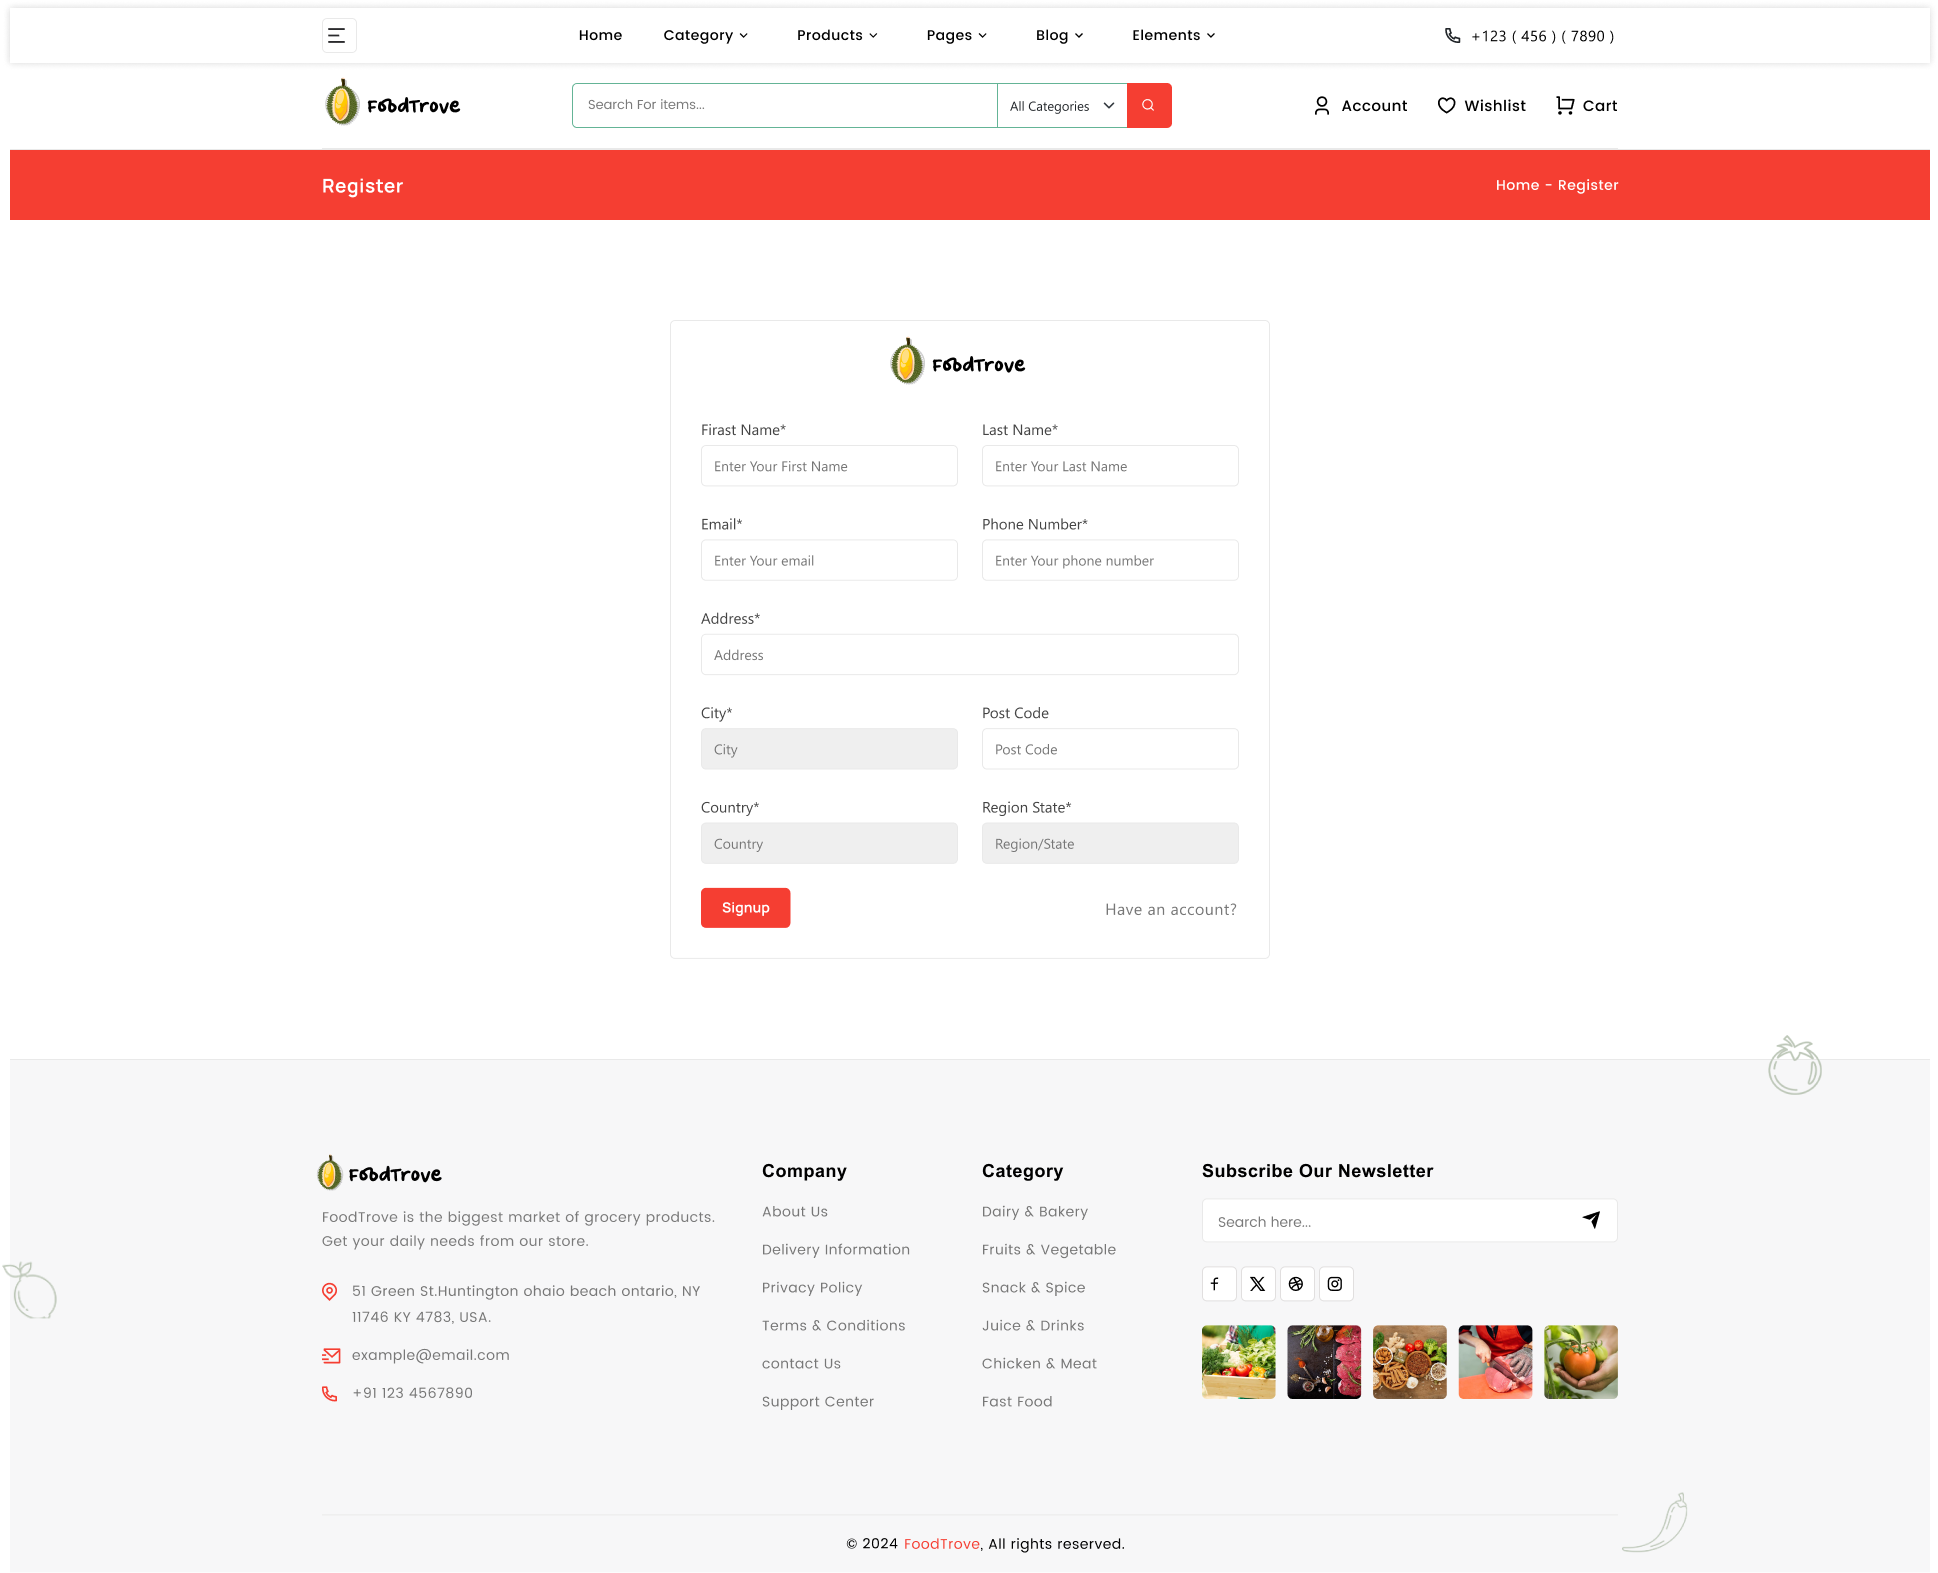 Home Category Products Pages Blog Elements +123 ( 456 ) ( 7890 )
FoodTrove Search For items... All Categories Account Wishlist Cart
Register Home - Register
FoodTrove
Firast Name* Last Name*
Enter Your First Name Enter Your Last Name
Email* Phone Number*
Enter Your email Enter Your phone number
Address*
Address
City* Post Code
City Post Code
Country* Region State*
Country Region/State
Signup Have an account?
FoodTrove
FoodTrove is the biggest market of grocery products.
Get your daily needs from our store.
51 Green St.Huntington ohaio beach ontario, NY
11746 KY 4783, USA.
example@email.com
+91 123 4567890
Company
About Us
Delivery Information
Privacy Policy
Terms & Conditions
contact Us
Support Center
Category
Dairy & Bakery
Fruits & Vegetable
Snack & Spice
Juice & Drinks
Chicken & Meat
Fast Food
Subscribe Our Newsletter
Search here...
© 2024 FoodTrove, All rights reserved.